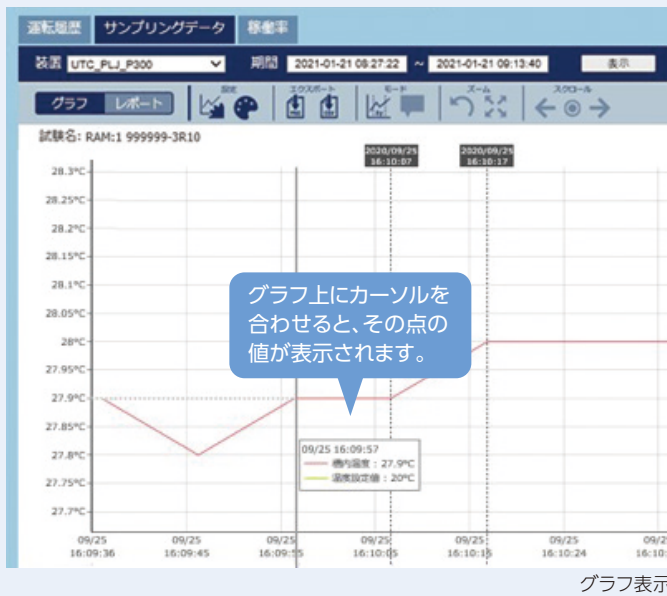 運転履歴 サンプリングデータ 稼働率
装置 UTC_PLJ_P300 期間 2021-01-21 08:27:22 ~ 2021-01-21 09:13:40 表示
設定 エクスポート モード ズーム スクロール
グラフ レポート
試験名: RAM:1 999999-3R10
2020/09/25 2020/09/25
16:10:07 16:10:17
28.3℃
28.25℃
28.2℃
28.15℃
28.1℃
28.05℃
28℃
27.95℃
27.9℃
27.85℃
27.8℃
27.75℃
27.7℃
グラフ上にカーソルを
合わせると、その点の
値が表示されます。
09/25 16:09:57
槽内温度 : 27.9℃
温度設定値 : 20℃
09/25 09/25 09/25 09/25 09/25 09/25 09/2
16:09:36 16:09:45 16:09:55 16:10:05 16:10:15 16:10:24 16:10:
グラフ表示